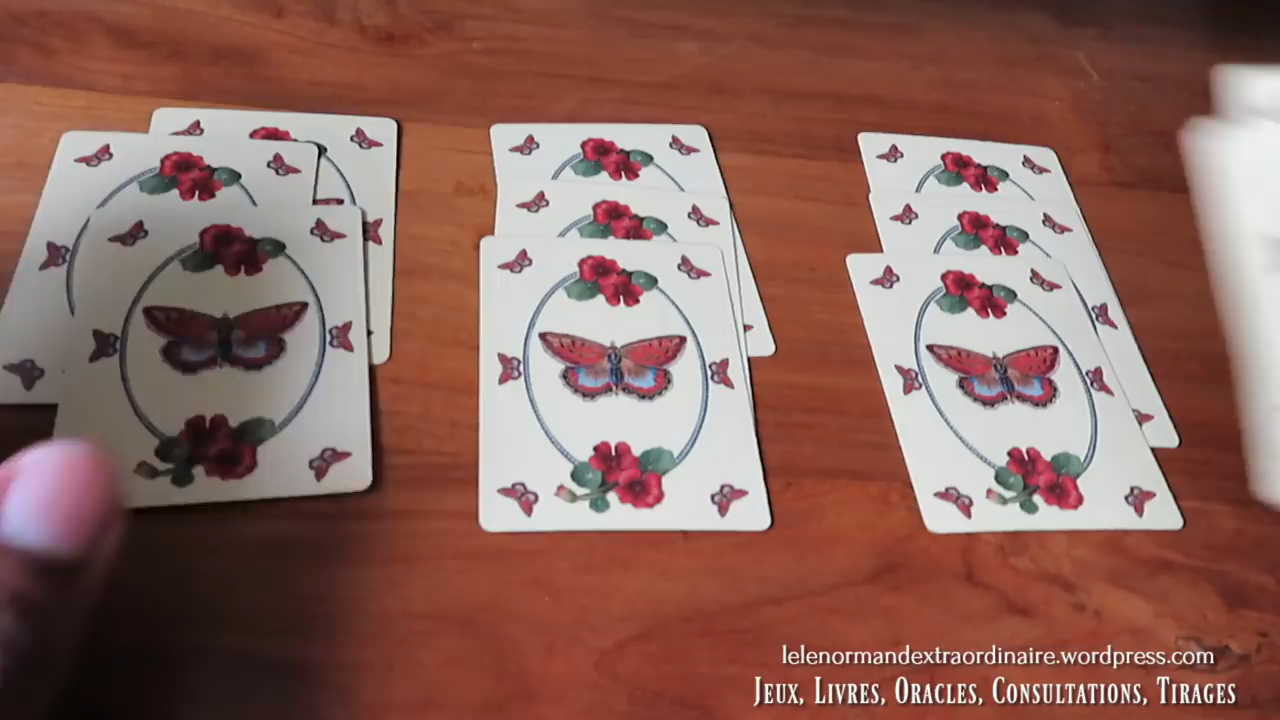 lelenormandextraordinaire.wordpress.com
Jeux, Livres, Oracles, Consultations, Tirages